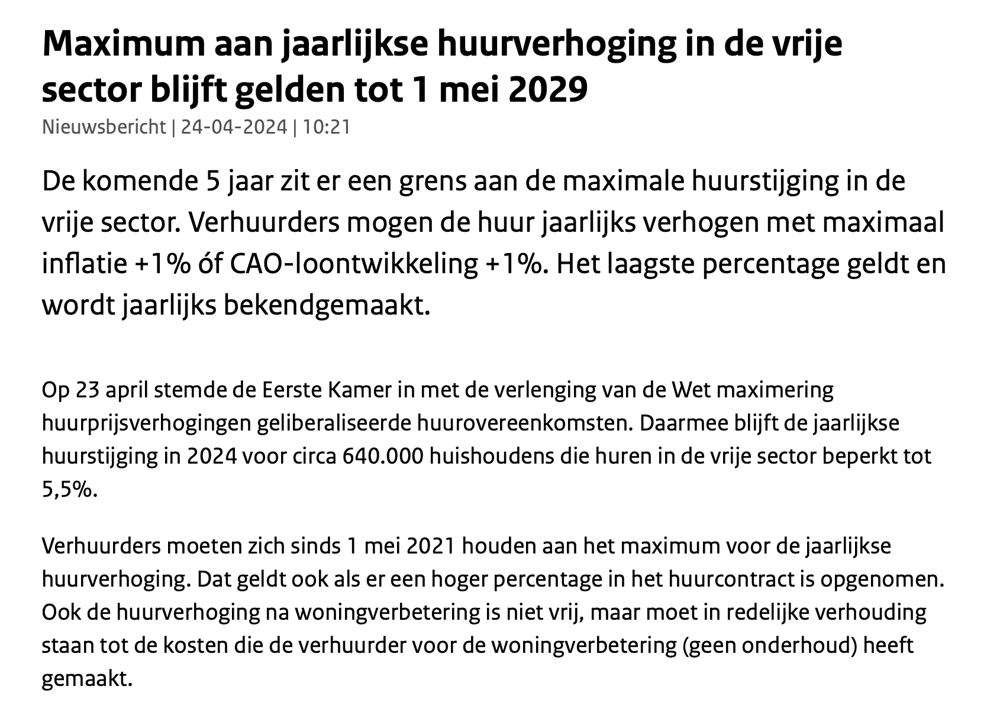 Maximum aan jaarlijkse huurverhoging in de vrije
sector blijft gelden tot 1 mei 2029
Nieuwsbericht | 24-04-2024 | 10:21
De komende 5 jaar zit er een grens aan de maximale huurstijging in de
vrije sector. Verhuurders mogen de huur jaarlijks verhogen met maximaal
inflatie +1% óf CAO-loontwikkeling +1%. Het laagste percentage geldt en
wordt jaarlijks bekendgemaakt.
Op 23 april stemde de Eerste Kamer in met de verlenging van de Wet maximering
huurprijsverhogingen geliberaliseerde huurovereenkomsten. Daarmee blijft de jaarlijkse
huurstijging in 2024 voor circa 640.000 huishoudens die huren in de vrije sector beperkt tot
5,5%.
Verhuurders moeten zich sinds 1 mei 2021 houden aan het maximum voor de jaarlijkse
huurverhoging. Dat geldt ook als er een hoger percentage in het huurcontract is opgenomen.
Ook de huurverhoging na woningverbetering is niet vrij, maar moet in redelijke verhouding
staan tot de kosten die de verhuurder voor de woningverbetering (geen onderhoud) heeft
gemaakt.